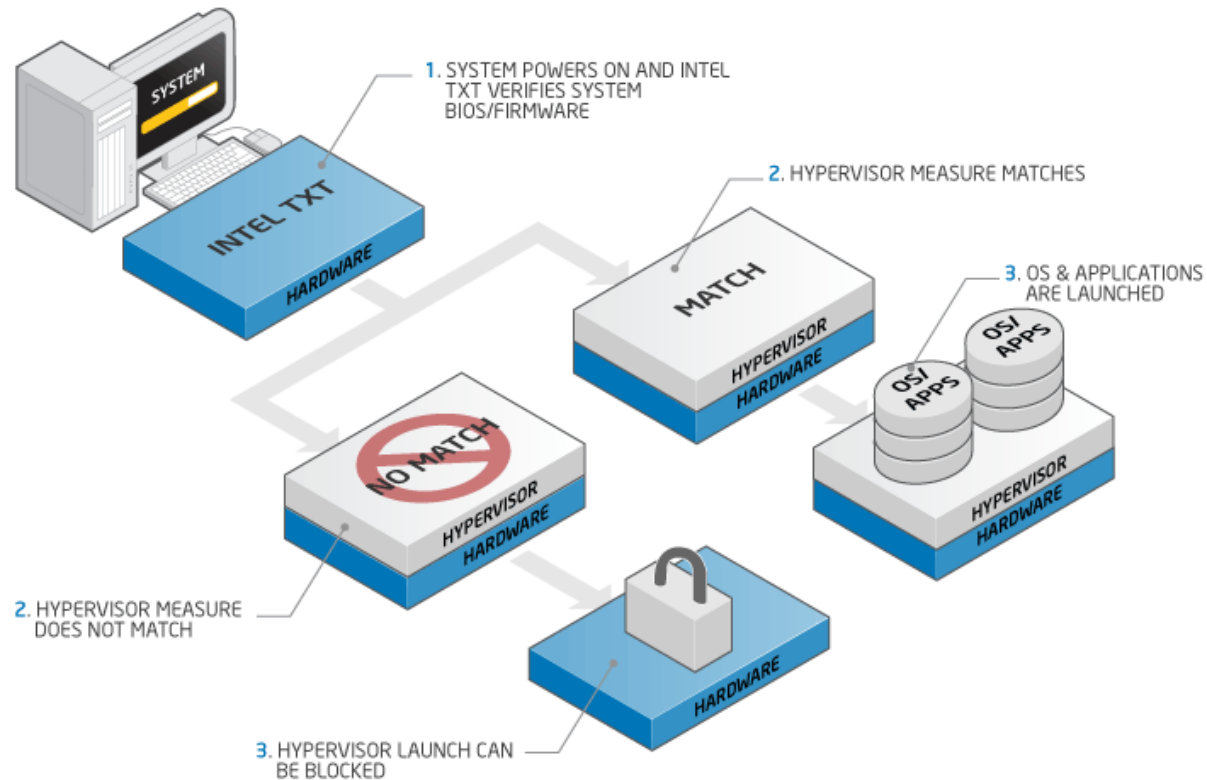 SYSTEM
1. SYSTEM POWERS ON AND INTEL
TXT VERIFIES SYSTEM
BIOS/FIRMWARE
INTEL TXT
HARDWARE
2. HYPERVISOR MEASURE MATCHES
MATCH
HYPERVISOR
HARDWARE
3. OS & APPLICATIONS
ARE LAUNCHED
OS/
APPS
OS/
APPS
HYPERVISOR
HARDWARE
NO MATCH
HYPERVISOR
HARDWARE
2. HYPERVISOR MEASURE
DOES NOT MATCH
HARDWARE
3. HYPERVISOR LAUNCH CAN
BE BLOCKED